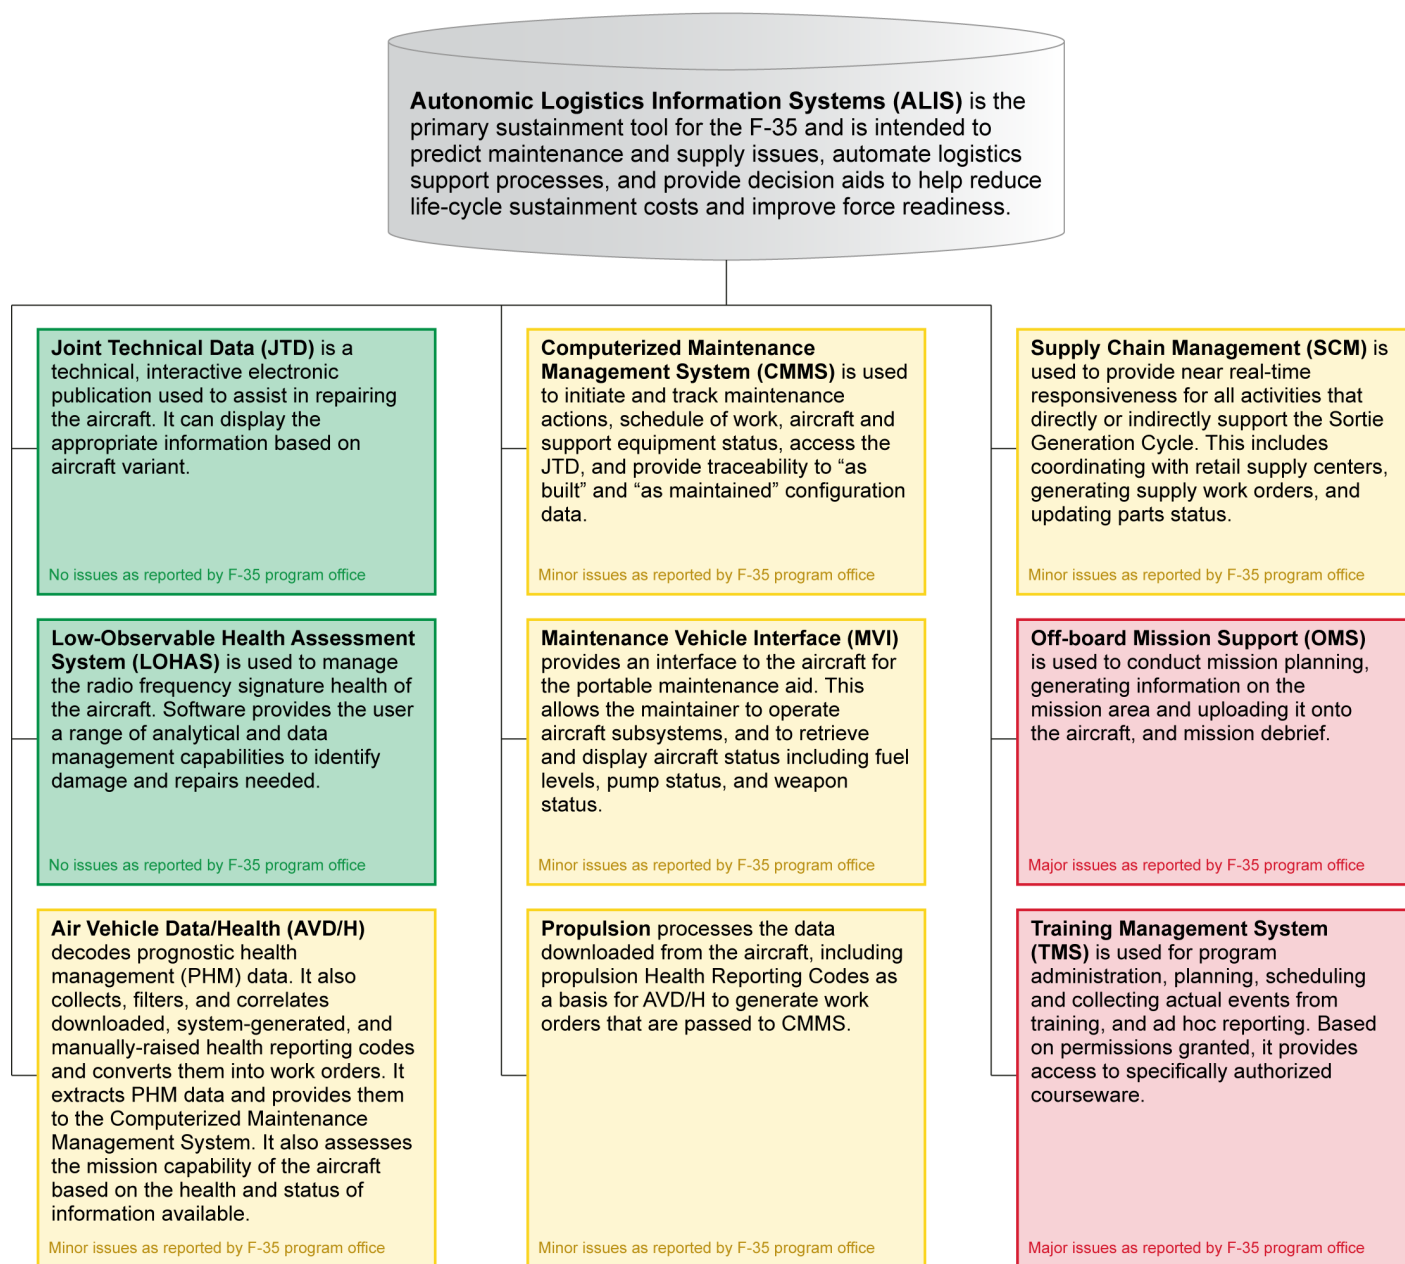 Autonomic Logistics Information Systems (ALIS) is the
primary sustainment tool for the F-35 and is intended to
predict maintenance and supply issues, automate logistics
support processes, and provide decision aids to help reduce
life-cycle sustainment costs and improve force readiness.
Joint Technical Data (JTD) is a
technical, interactive electronic
publication used to assist in repairing
the aircraft. It can display the
appropriate information based on
aircraft variant.
No issues as reported by F-35 program office
Computerized Maintenance
Management System (CMMS) is used
to initiate and track maintenance
actions, schedule of work, aircraft and
support equipment status, access the
JTD, and provide traceability to “as
built” and “as maintained” configuration
data.
Minor issues as reported by F-35 program office
Supply Chain Management (SCM) is
used to provide near real-time
responsiveness for all activities that
directly or indirectly support the Sortie
Generation Cycle. This includes
coordinating with retail supply centers,
generating supply work orders, and
updating parts status.
Minor issues as reported by F-35 program office
Low-Observable Health Assessment
System (LOHAS) is used to manage
the radio frequency signature health of
the aircraft. Software provides the user
a range of analytical and data
management capabilities to identify
damage and repairs needed.
No issues as reported by F-35 program office
Maintenance Vehicle Interface (MVI)
provides an interface to the aircraft for
the portable maintenance aid. This
allows the maintainer to operate
aircraft subsystems, and to retrieve
and display aircraft status including fuel
levels, pump status, and weapon
status.
Minor issues as reported by F-35 program office
Off-board Mission Support (OMS)
is used to conduct mission planning,
generating information on the
mission area and uploading it onto
the aircraft, and mission debrief.
Major issues as reported by F-35 program office
Air Vehicle Data/Health (AVD/H)
decodes prognostic health
management (PHM) data. It also
collects, filters, and correlates
downloaded, system-generated, and
manually-raised health reporting codes
and converts them into work orders. It
extracts PHM data and provides them
to the Computerized Maintenance
Management System. It also assesses
the mission capability of the aircraft
based on the health and status of
information available.
Minor issues as reported by F-35 program office
Propulsion processes the data
downloaded from the aircraft, including
propulsion Health Reporting Codes as
a basis for AVD/H to generate work
orders that are passed to CMMS.
Minor issues as reported by F-35 program office
Training Management System
(TMS) is used for program
administration, planning, scheduling
and collecting actual events from
training, and ad hoc reporting. Based
on permissions granted, it provides
access to specifically authorized
courseware.
Major issues as reported by F-35 program office